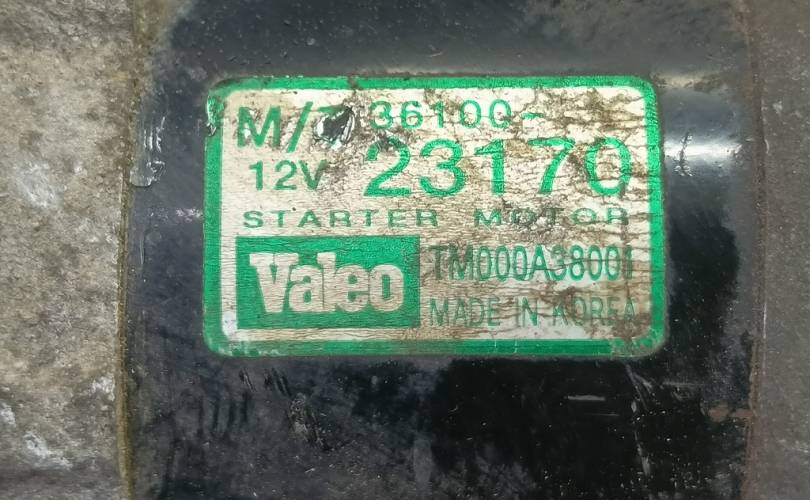 M/T 36100-
12V 23170
STARTER MOTOR
Valeo TM000A38001
MADE IN KOREA